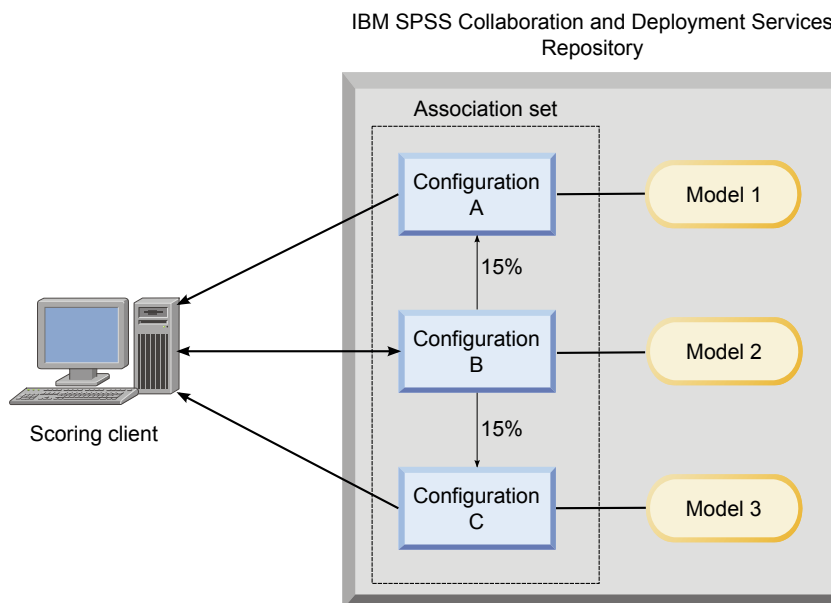 IBM SPSS Collaboration and Deployment Services
Repository
Association set
Configuration
A
Model 1
15%
Configuration
B
Model 2
Scoring client
15%
Configuration
C
Model 3